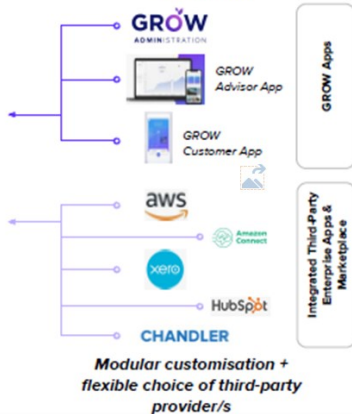 GROW
ADMINISTRATION
GROW
Advisor App
GROW
Customer App
GROW Apps
aws
Amazon
Connect
xero
HubSpot
CHANDLER
Integrated Third-Party
Enterprise Apps &
Marketplace
Modular customisation +
flexible choice of third-party
provider/s